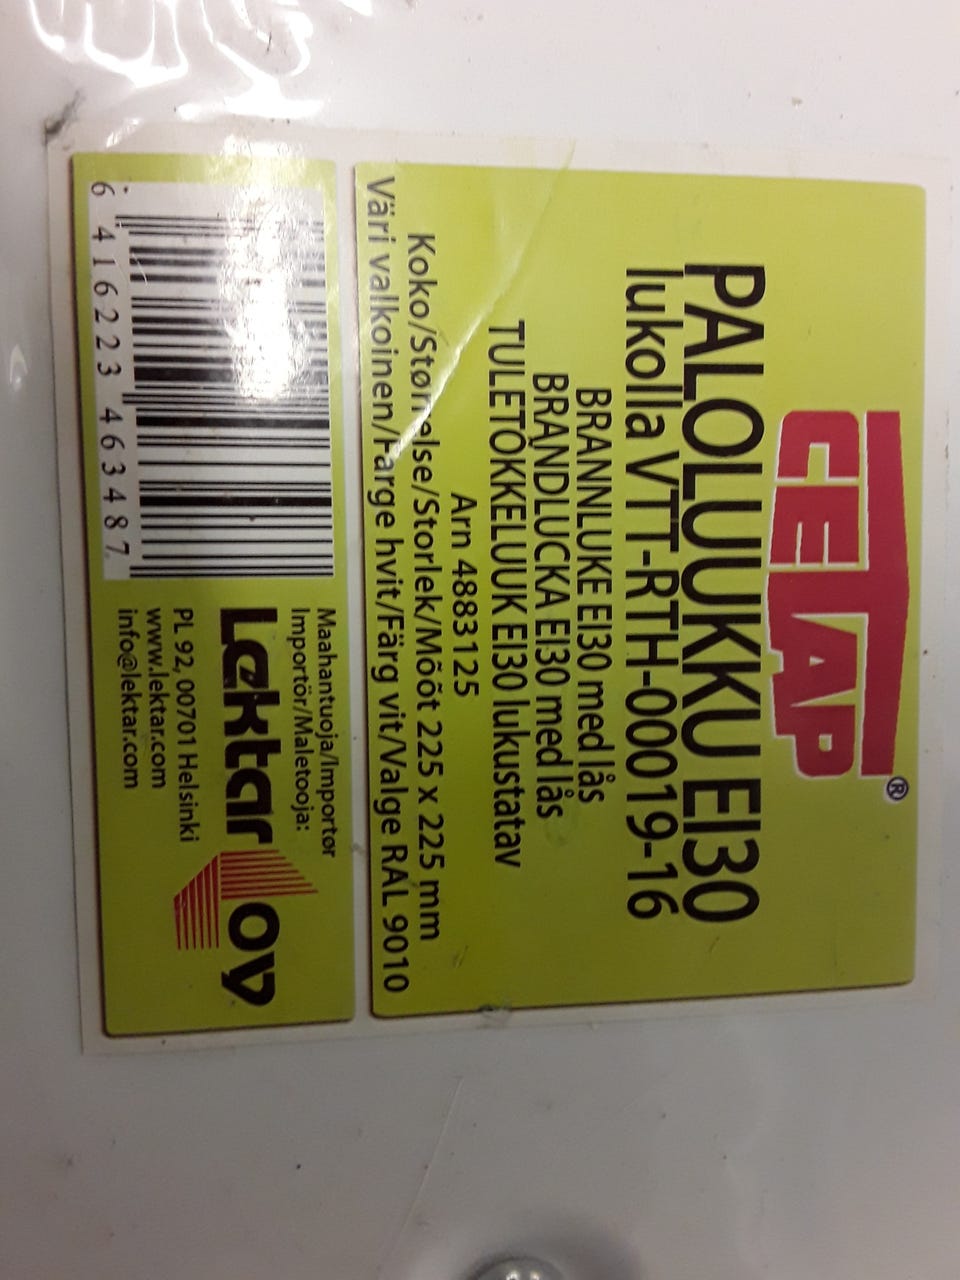 CETAP®
PALOLUUKKU EI30
lukolla VTT-RTH-00019-16
BRANNLUKE EI30 med lås
BRANDLUCKA EI30 med lås
TULETÕKKELUUK EI30 lukustatav
Arn 4883125
Koko/Størrelse/Storlek/Mõõt 225 x 225 mm
Väri valkoinen/Farge hvit/Färg vit/Valge RAL 9010
Maahantuoja/Importør
Importör/Maletooja:
Lektar oy
PL 92, 00701 Helsinki
www.lektar.com
info@lektar.com
6 416223 463487